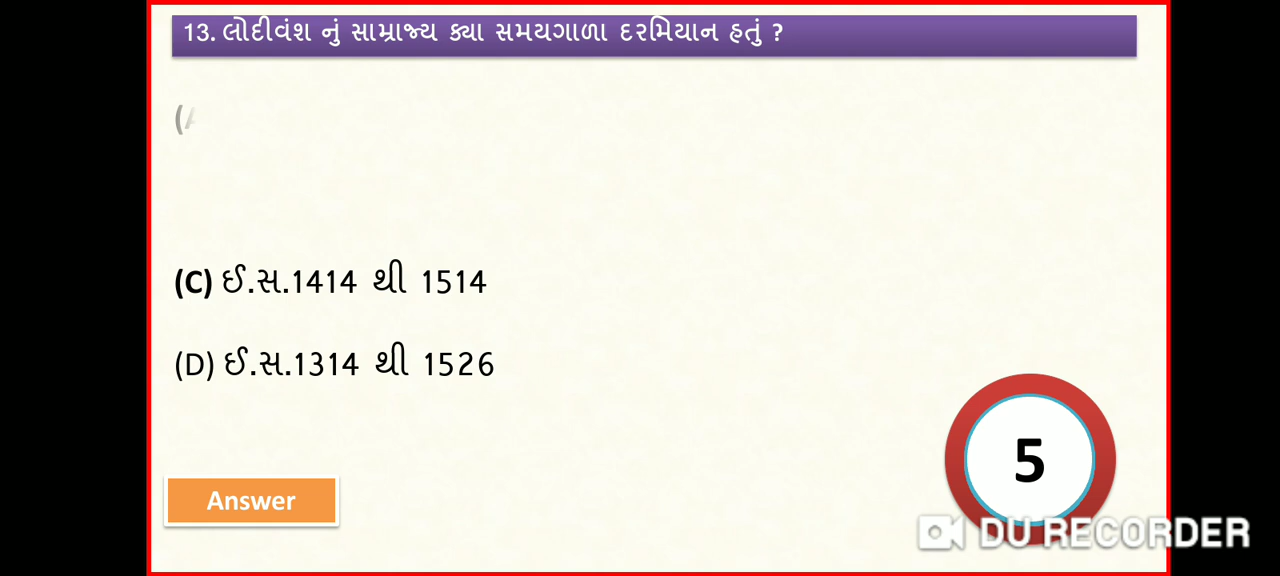 13. લોદીવંશ નું સામ્રાજ્ય ક્યા સમયગાળા દરમિયાન હતું ?
(C) ઈ.સ.1414 થી 1514
(D) ઈ.સ.1314 થી 1526
5
Answer
DU RECORDER